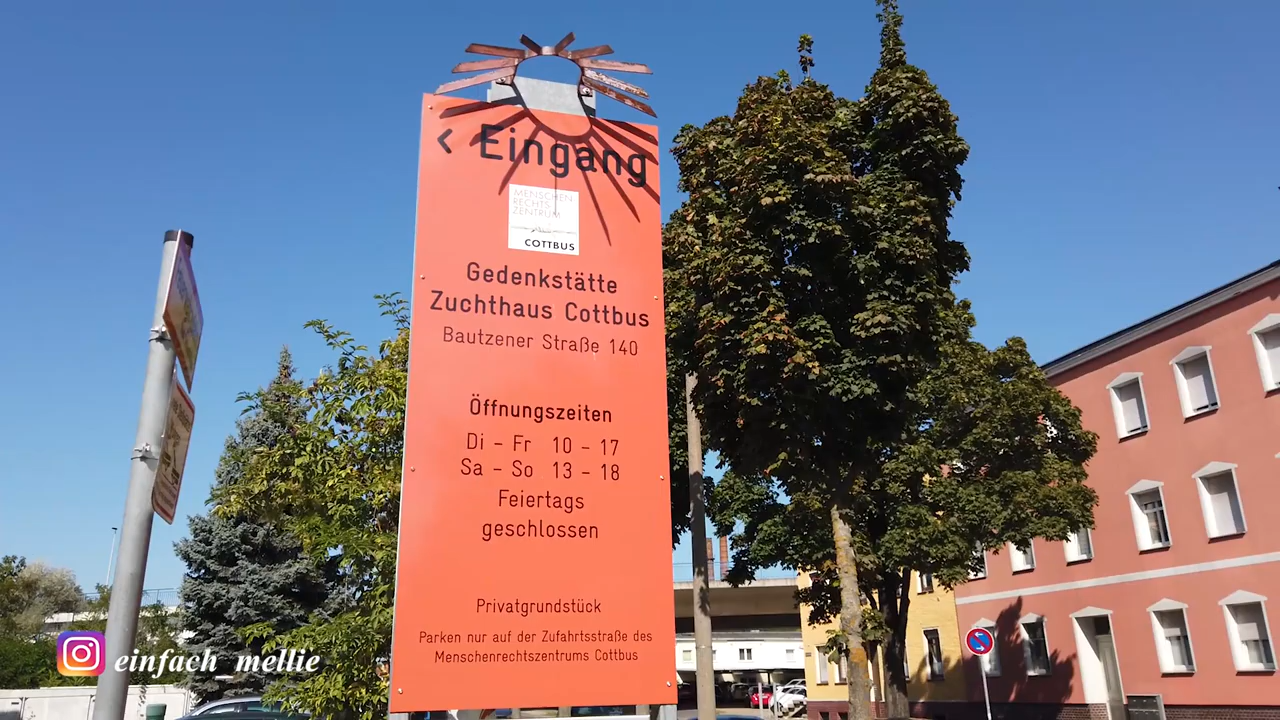 < Eingang
MENSCHEN
RECHTS
ZENTRUM
COTTBUS
Gedenkstätte
Zuchthaus Cottbus
Bautzener Straße 140
Öffnungszeiten
Di - Fr 10 - 17
Sa - So 13 - 18
Feiertags
geschlossen
Privatgrundstück
Parken nur auf der Zufahrtsstraße des
Menschenrechtszentrums Cottbus
einfach_mellie